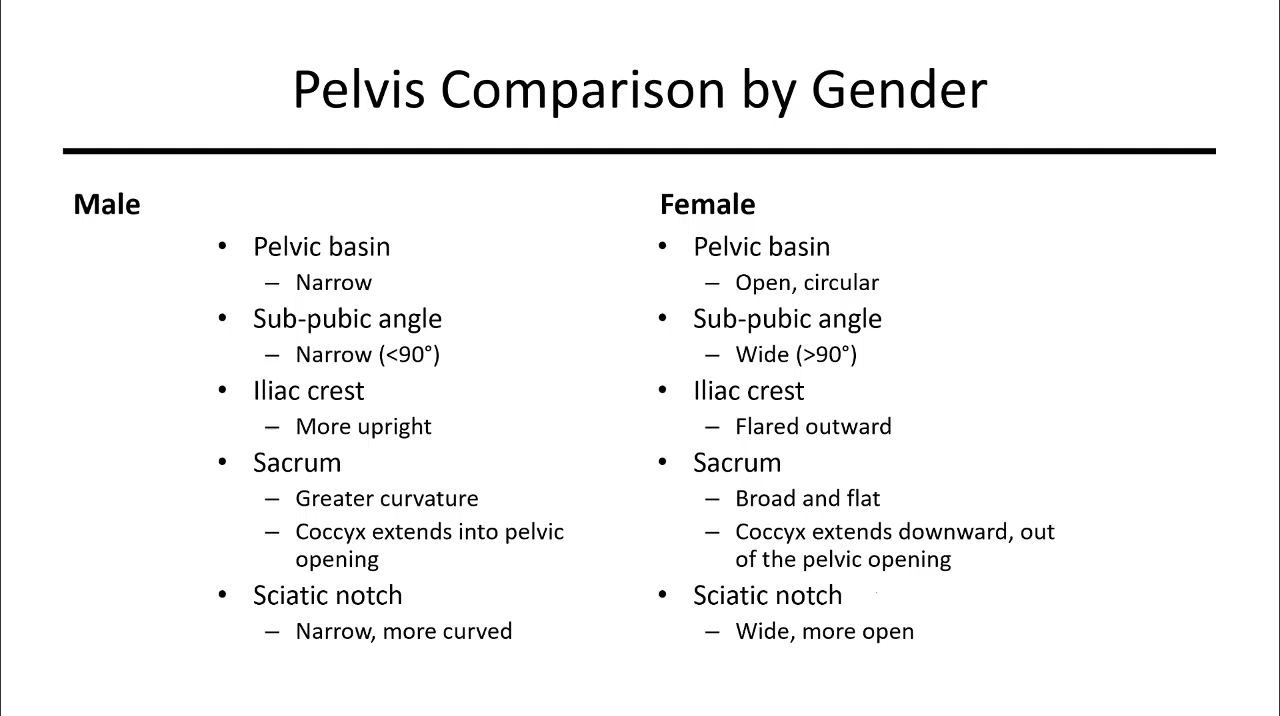 Pelvis Comparison by Gender
Male
• Pelvic basin
– Narrow
• Sub-pubic angle
– Narrow (<90°)
• Iliac crest
– More upright
• Sacrum
– Greater curvature
– Coccyx extends into pelvic
opening
• Sciatic notch
– Narrow, more curved
Female
• Pelvic basin
– Open, circular
• Sub-pubic angle
– Wide (>90°)
• Iliac crest
– Flared outward
• Sacrum
– Broad and flat
– Coccyx extends downward, out
of the pelvic opening
• Sciatic notch
– Wide, more open